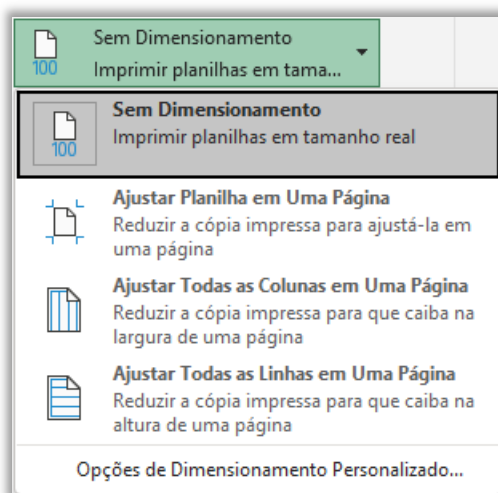 Sem Dimensionamento
100
Imprimir planilhas em tama...
Sem Dimensionamento
Imprimir planilhas em tamanho real
100
Ajustar Planilha em Uma Página
Reduzir a cópia impressa para ajustá-la em
uma página
Ajustar Todas as Colunas em Uma Página
Reduzir a cópia impressa para que caiba na
largura de uma página
Ajustar Todas as Linhas em Uma Página
Reduzir a cópia impressa para que caiba na
altura de uma página
Opções de Dimensionamento Personalizado...